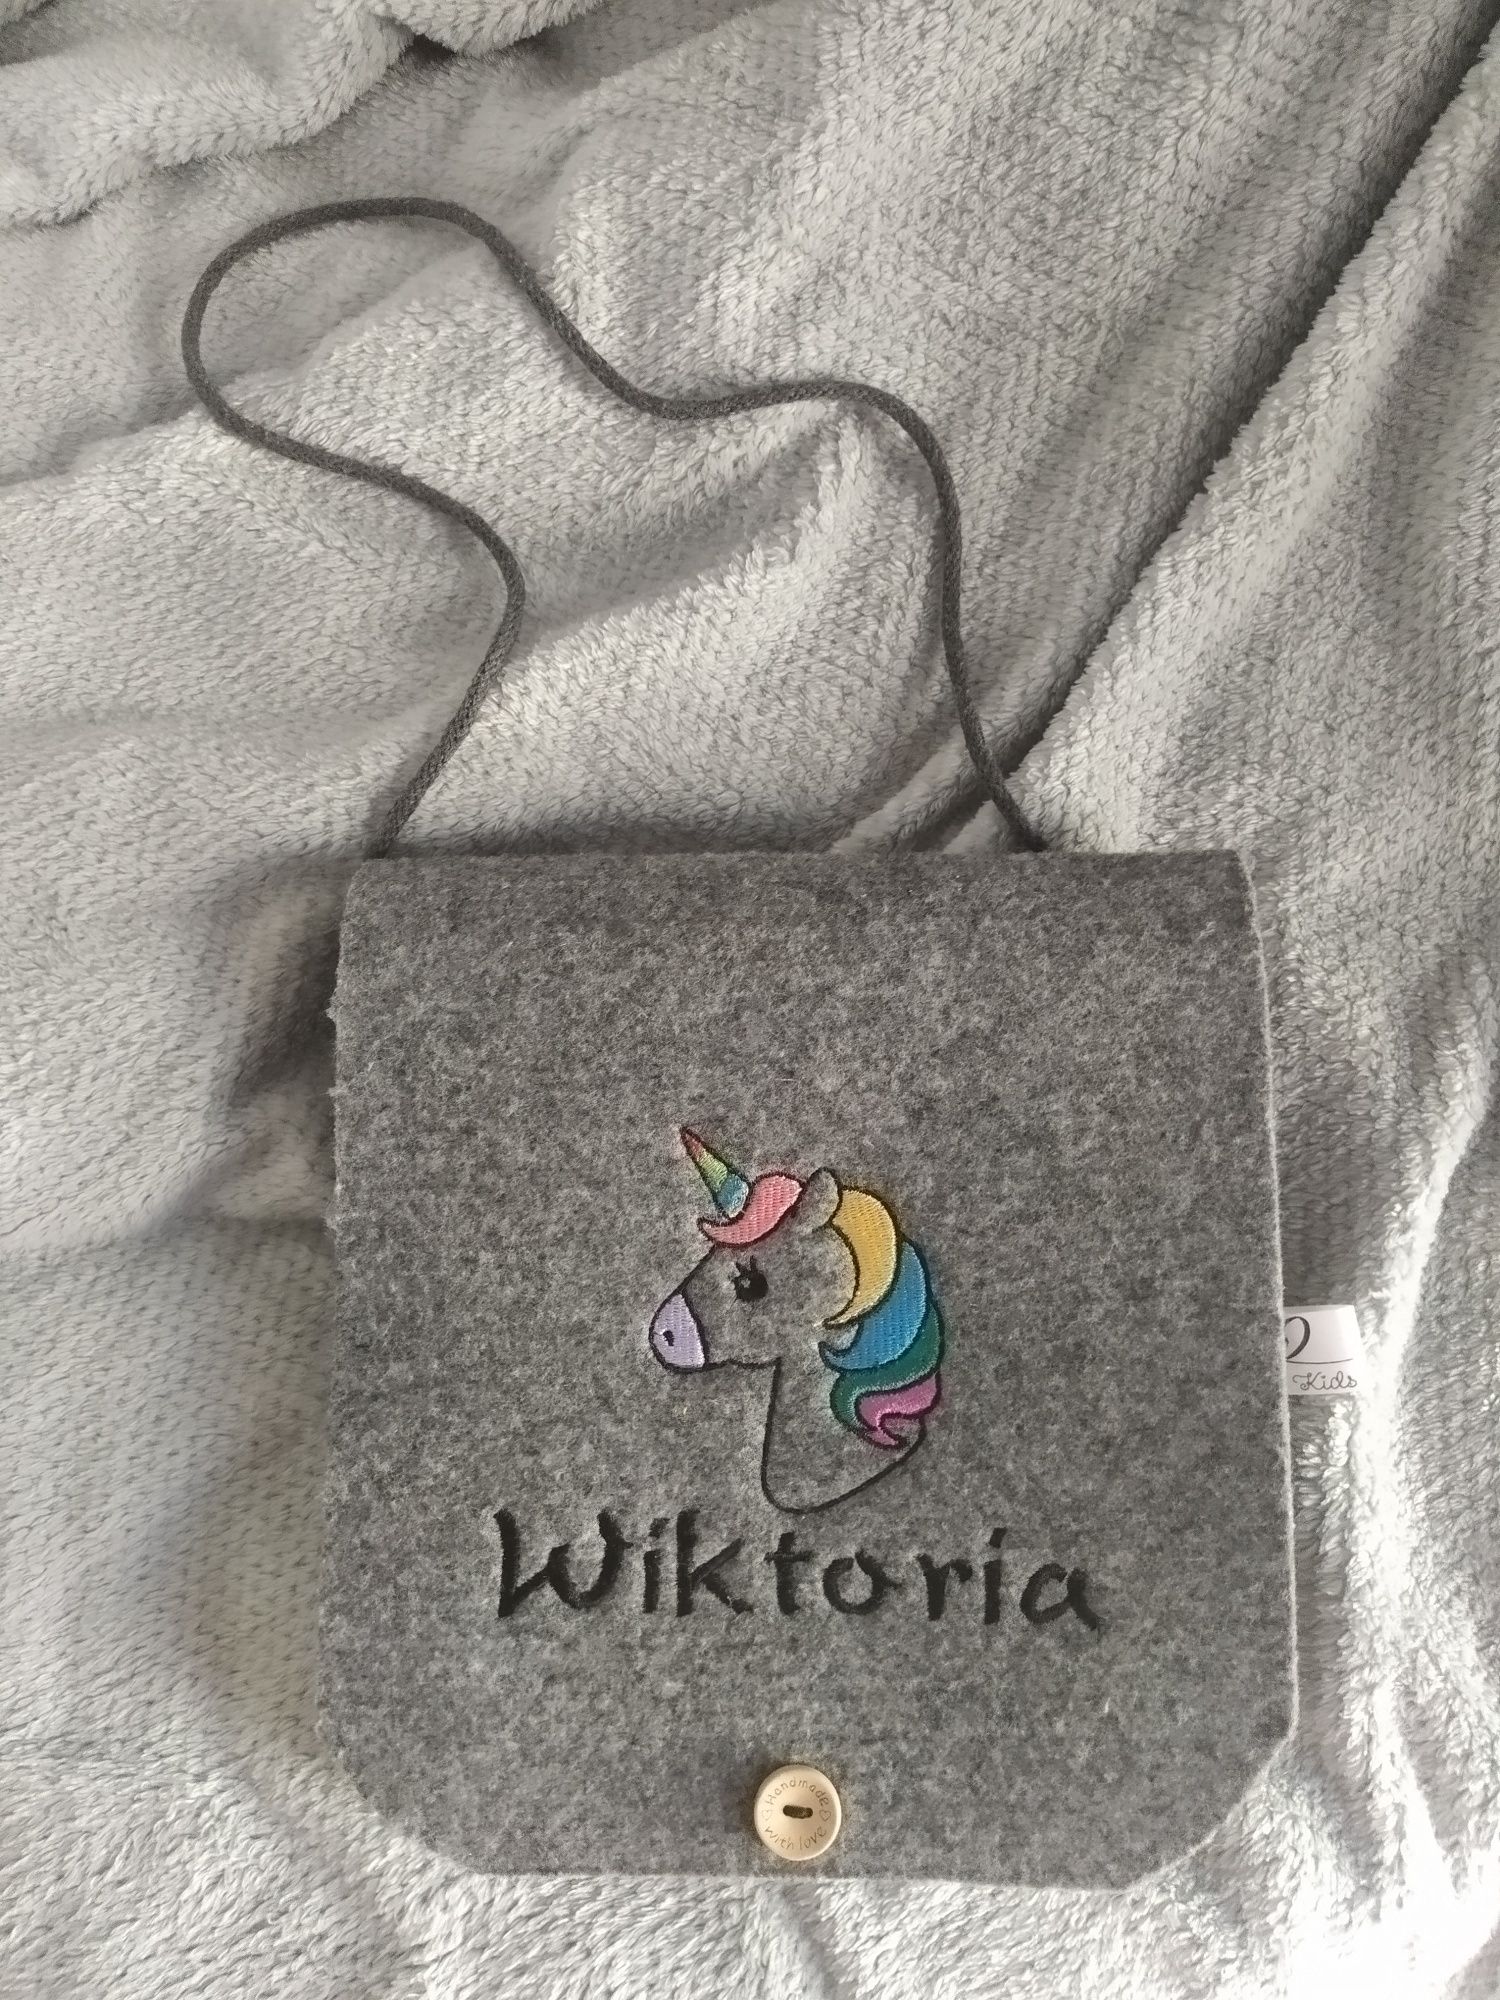 Kids
Wiktoria
Handmade
with love